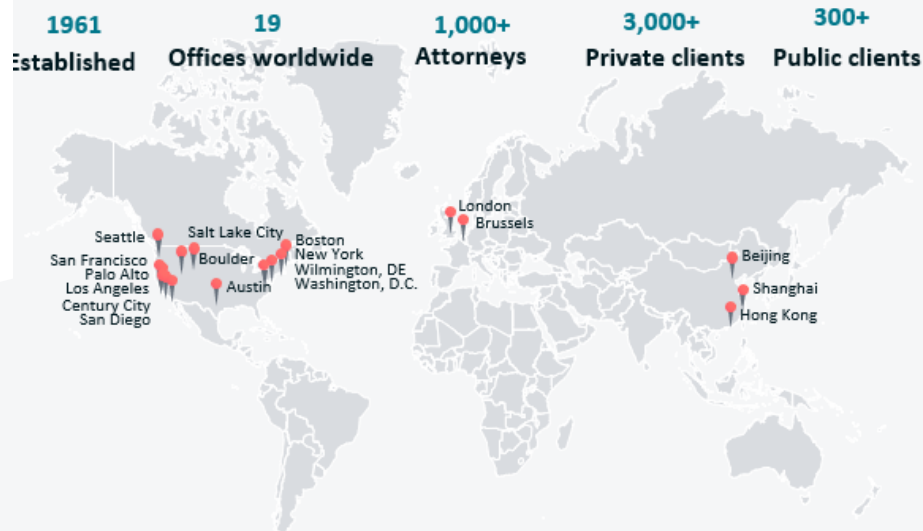 1961
Established
19
Offices worldwide
1,000+
Attorneys
3,000+
Private clients
300+
Public clients
Seattle
San Francisco
Palo Alto
Los Angeles
Century City
San Diego
Salt Lake City
Boulder
Austin
Boston
New York
Wilmington, DE
Washington, D.C.
London
Brussels
Beijing
Shanghai
Hong Kong